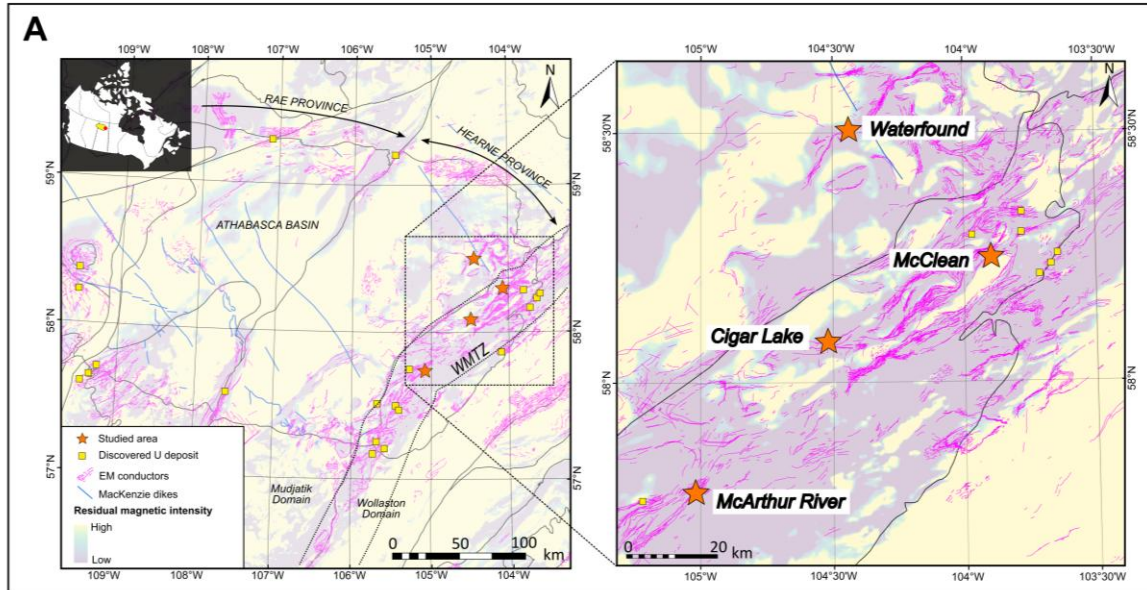 A
109°W 108°W 107°W 106°W 105°W 104°W
RAE PROVINCE
HEARNE PROVINCE
N
59°N
59°N
ATHABASCA BASIN
58°N
58°N
WMTZ
57°N
57°N
Mudjatik
Domain
Wollaston
Domain
Studied area
Discovered U deposit
EM conductors
MacKenzie dikes
Residual magnetic intensity
High
Low
0 50 100
km
109°W 108°W 107°W 106°W 105°W 104°W
105°W 104°30'W 104°W 103°30'W
N
58°30'N
58°30'N
Waterfound
McClean
Cigar Lake
58°N
58°N
McArthur River
0 20
km
105°W 104°30'W 104°W 103°30'W